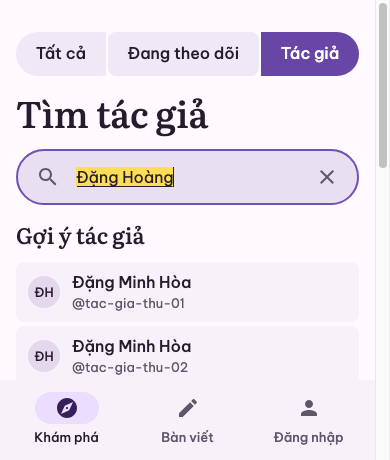 Tất cả
Đang theo dõi
Tác giả
Tìm tác giả
Đặng Hoàng
Gợi ý tác giả
ĐH
Đặng Minh Hòa
@tac-gia-thu-01
ĐH
Đặng Minh Hòa
@tac-gia-thu-02
Khám phá
Bàn viết
Đăng nhập